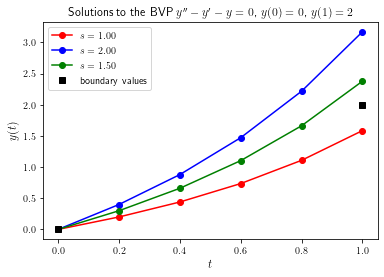 Solutions to the BVP y'' − y' − y = 0, y(0) = 0, y(1) = 2
s = 1.00
s = 2.00
s = 1.50
boundary values
y(t)
3.0
2.5
2.0
1.5
1.0
0.5
0.0
0.0 0.2 0.4 0.6 0.8 1.0
t